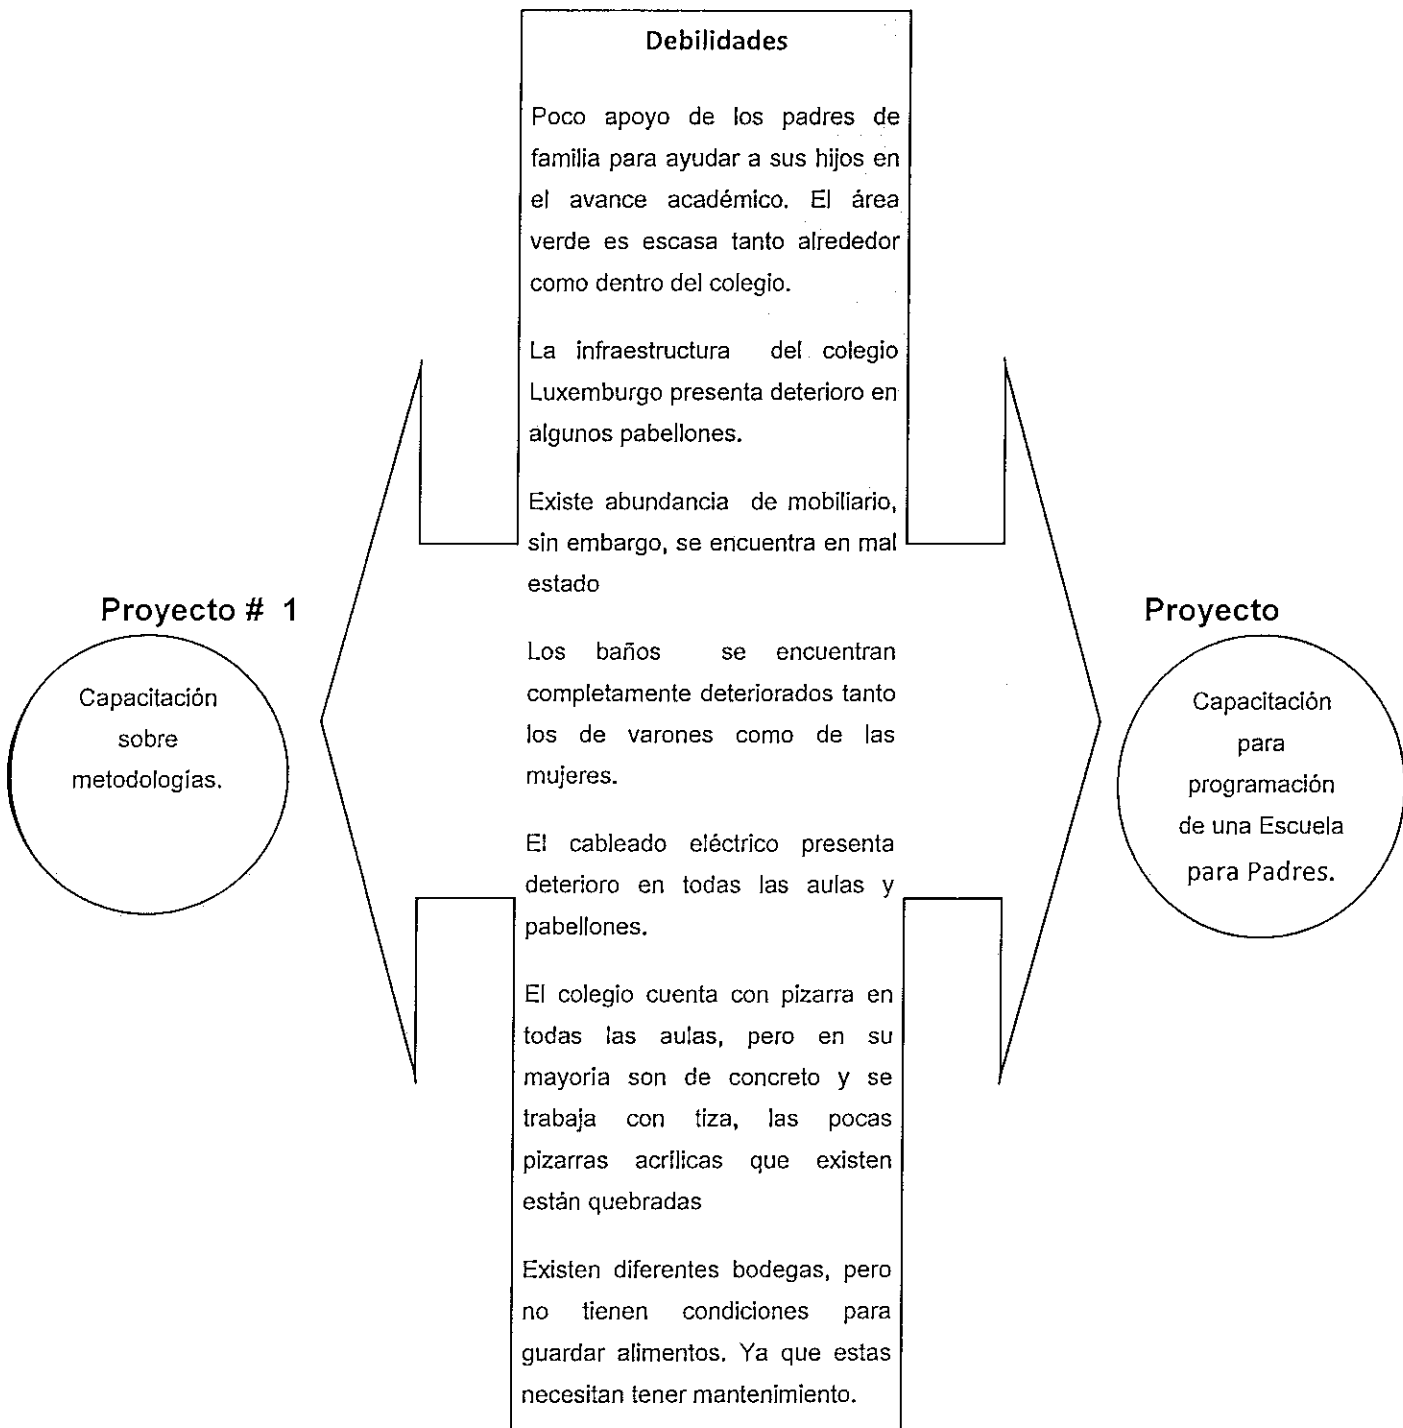 Debilidades
Poco apoyo de los padres de
familia para ayudar a sus hijos en
el avance académico. El área
verde es escasa tanto alrededor
como dentro del colegio.
La infraestructura del colegio
Luxemburgo presenta deterioro en
algunos pabellones.
Existe abundancia de mobiliario,
sin embargo, se encuentra en mal
estado
Los baños se encuentran
completamente deteriorados tanto
los de varones como de las
mujeres.
El cableado eléctrico presenta
deterioro en todas las aulas y
pabellones.
El colegio cuenta con pizarra en
todas las aulas, pero en su
mayoria son de concreto y se
trabaja con tiza, las pocas
pizarras acrílicas que existen
están quebradas
Existen diferentes bodegas, pero
no tienen condiciones para
guardar alimentos. Ya que estas
necesitan tener mantenimiento.
Proyecto # 1
Capacitación
sobre
metodologías.
Proyecto
Capacitación
para
programación
de una Escuela
para Padres.